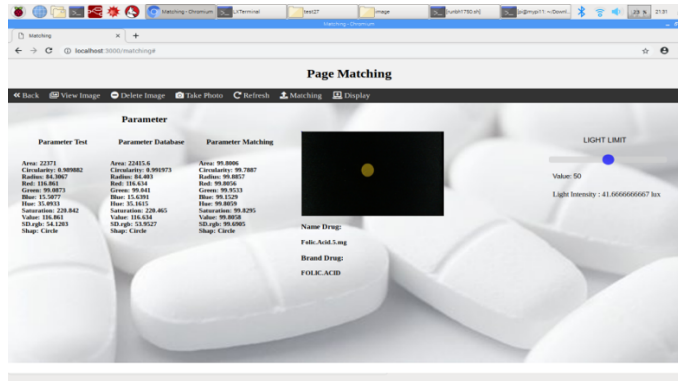 Matching - Chromium
LXTerminal
test27
image
[runbh1750.sh]
23 %
21:31
Matching - Chromium
Matching
localhost:3000/matching#
Page Matching
Back View Image Delete Image Take Photo Refresh Matching Display
Parameter
Parameter Test
Area: 22371
Circularity: 0.989882
Radius: 84.3067
Red: 116.861
Green: 99.0873
Blue: 15.5077
Hue: 35.0933
Saturation: 220.842
Value: 116.861
SD.rgb: 54.1203
Shap: Circle
Parameter Database
Area: 22415.6
Circularity: 0.991973
Radius: 84.403
Red: 116.634
Green: 99.041
Blue: 15.6391
Hue: 35.1615
Saturation: 220.465
Value: 116.634
SD.rgb: 53.9527
Shap: Circle
Parameter Matching
Area: 99.8006
Circularity: 99.7887
Radius: 99.8857
Red: 99.8056
Green: 99.9533
Blue: 99.1529
Hue: 99.8059
Saturation: 99.8295
Value: 99.8058
SD.rgb: 99.6905
Shap: Circle
Name Drug:
Folic.Acid.5.mg
Brand Drug:
FOLIC.ACID
LIGHT LIMIT
Value: 50
Light Intensity : 41.6666666667 lux